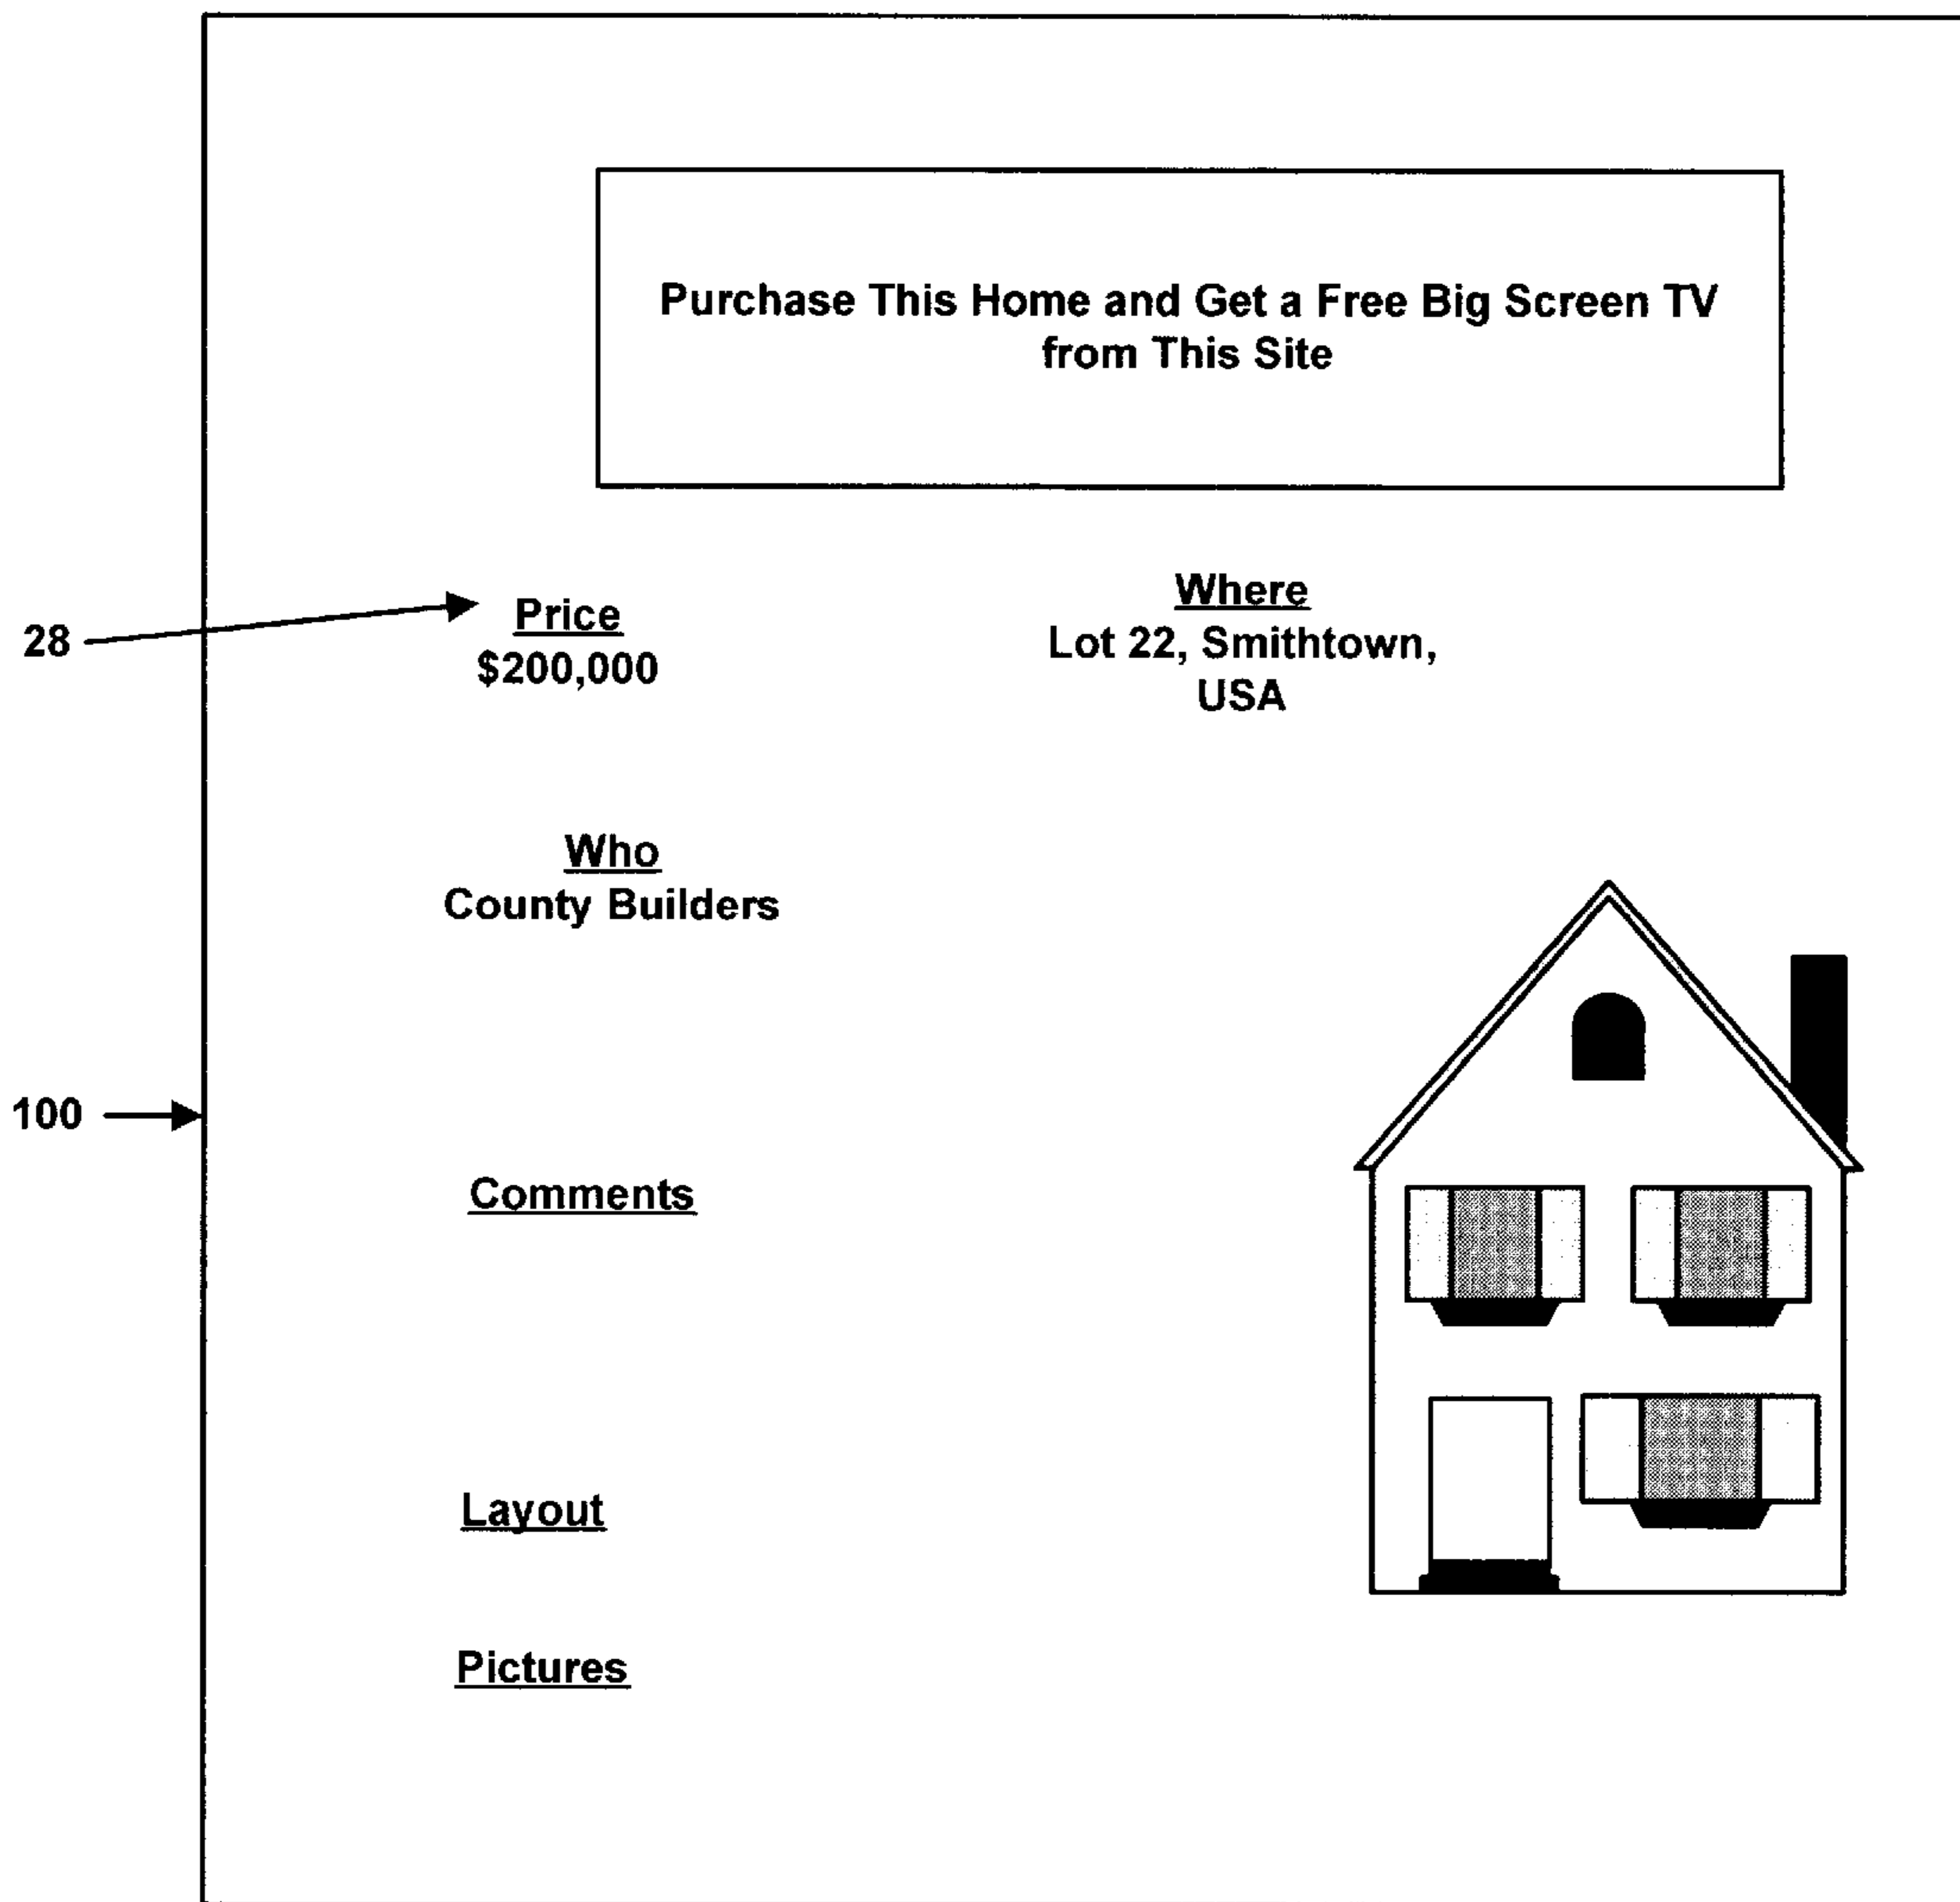 Purchase This Home and Get a Free Big Screen TV
from This Site
28
Price
$200,000
Where
Lot 22, Smithtown,
USA
Who
County Builders
100
Comments
Layout
Pictures